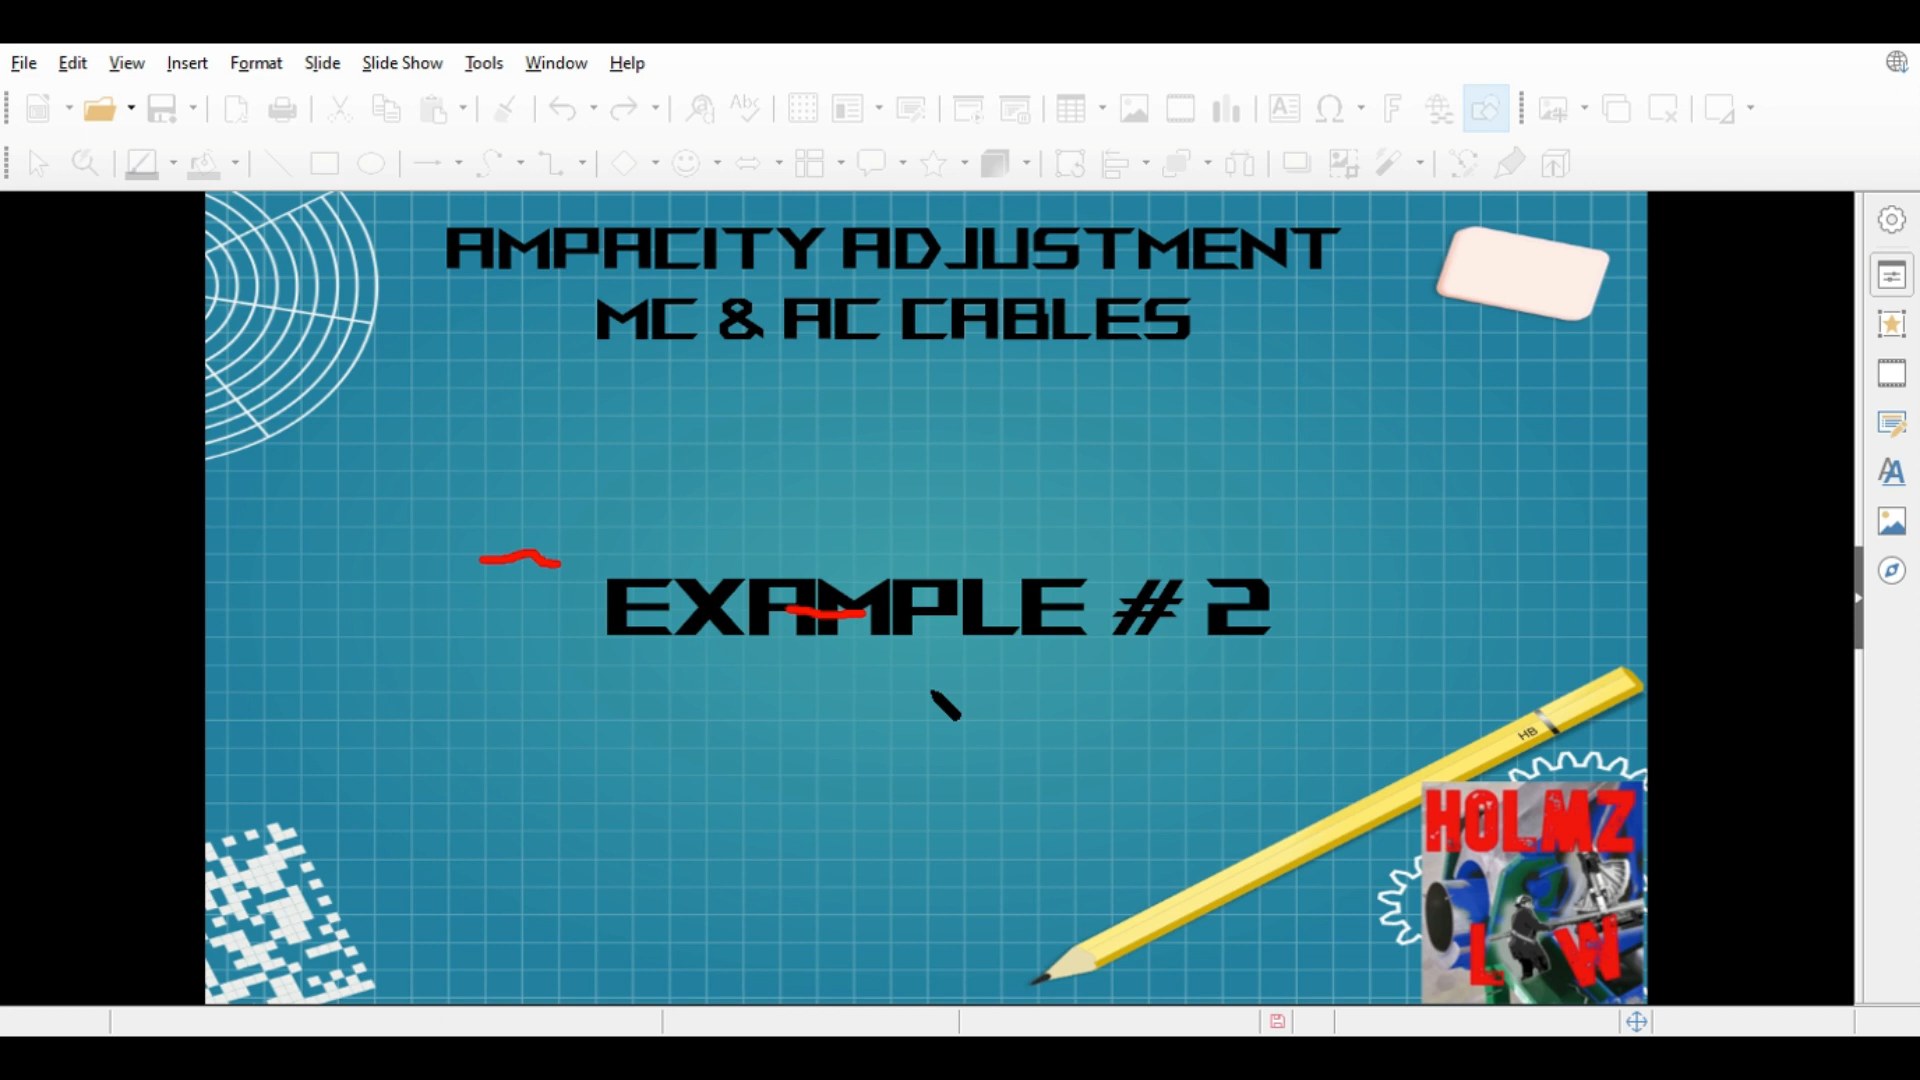 File Edit View Insert Format Slide Slide Show Tools Window Help
Abc
AMPACITY ADJUSTMENT
MC & AC CABLES
EXAMPLE # 2
HB
HOLMZ
L W